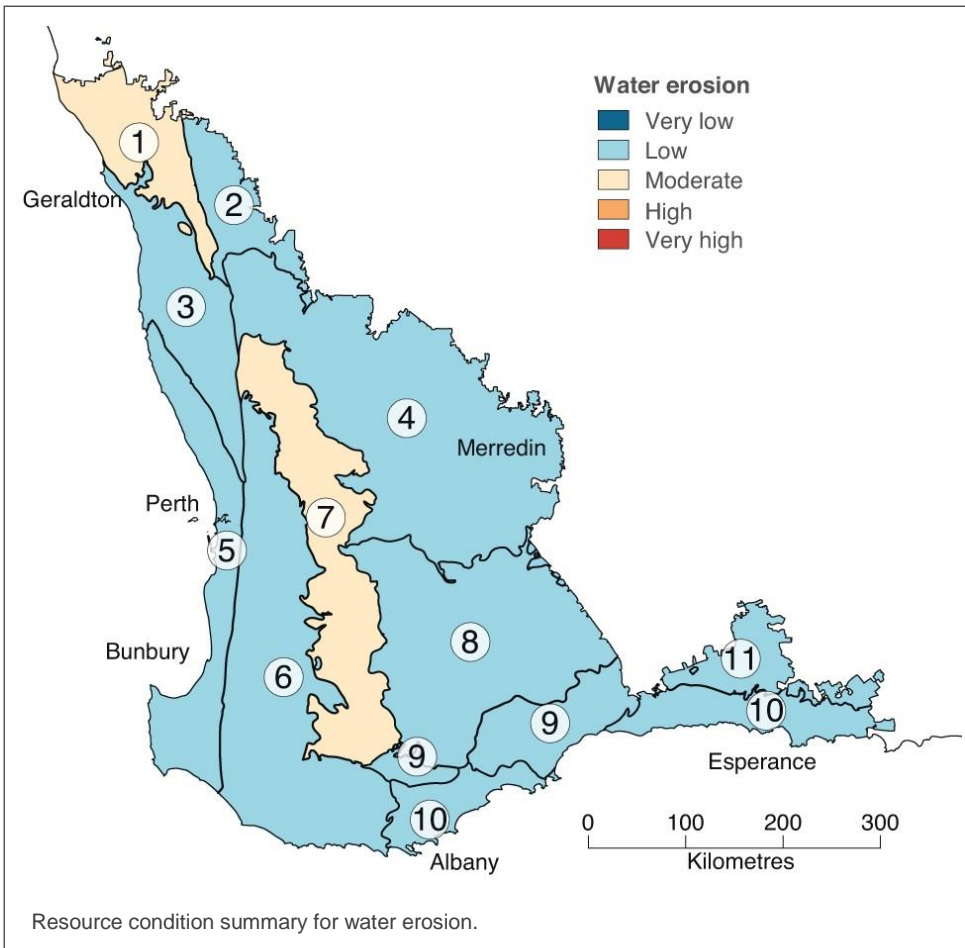 Water erosion
Very low
Low
Moderate
High
Very high
1
Geraldton
2
3
4
Merredin
Perth
7
5
Bunbury
8
6
11
10
9
9
Esperance
10
Albany
0 100 200 300
Kilometres
Resource condition summary for water erosion.